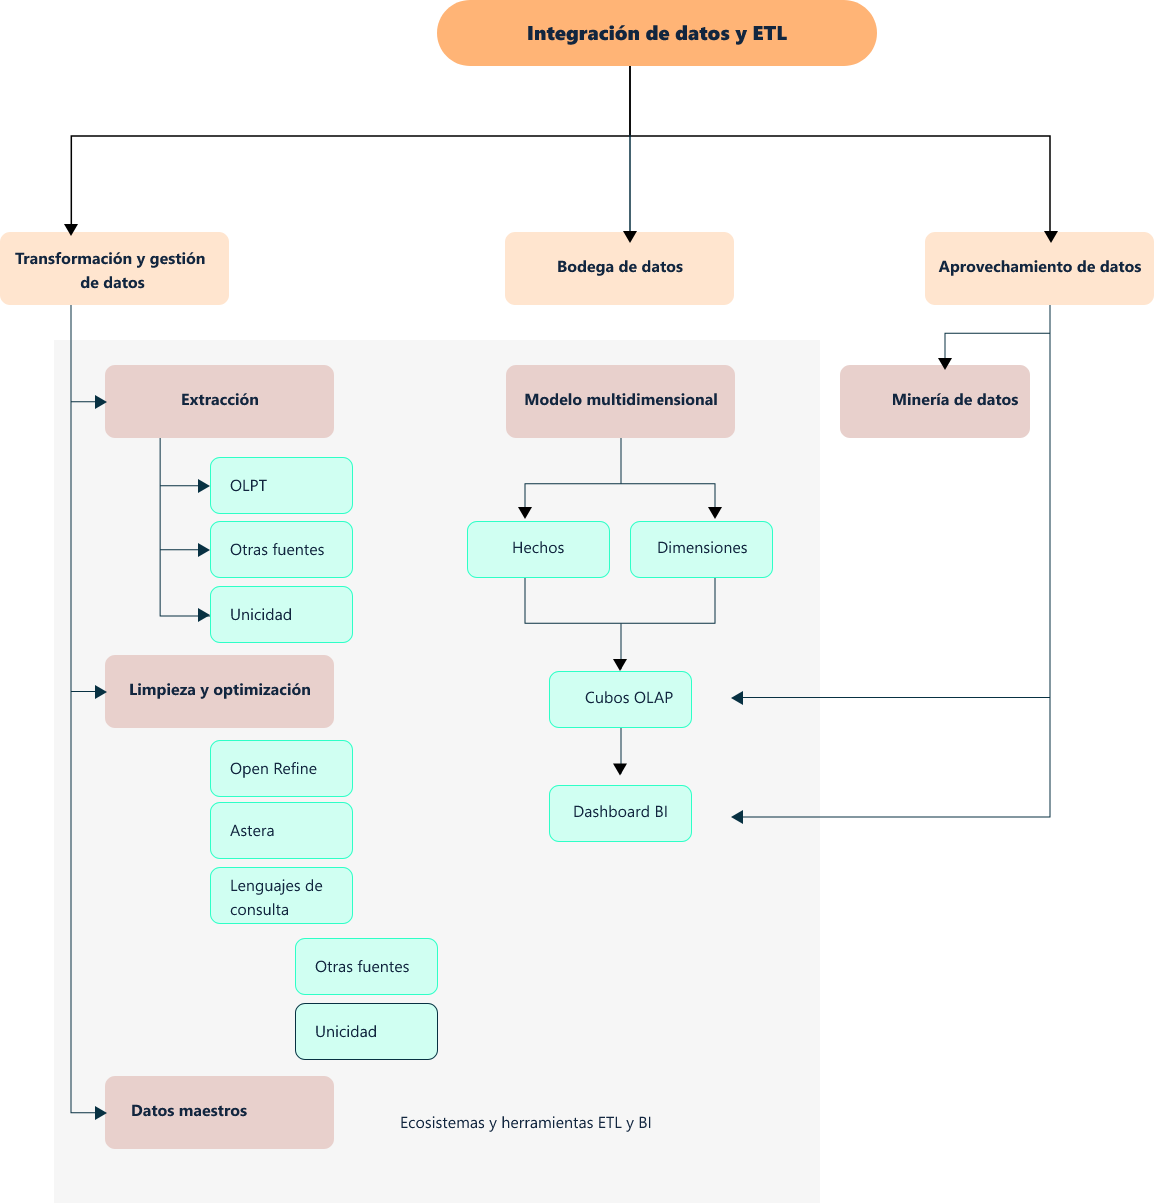 Integración de datos y ETL
Transformación y gestión
de datos
Bodega de datos
Aprovechamiento de datos
Extracción
Modelo multidimensional
Minería de datos
OLPT
Otras fuentes
Unicidad
Hechos
Dimensiones
Limpieza y optimización
Cubos OLAP
Open Refine
Astera
Lenguajes de
consulta
Dashboard BI
Otras fuentes
Unicidad
Datos maestros
Ecosistemas y herramientas ETL y BI